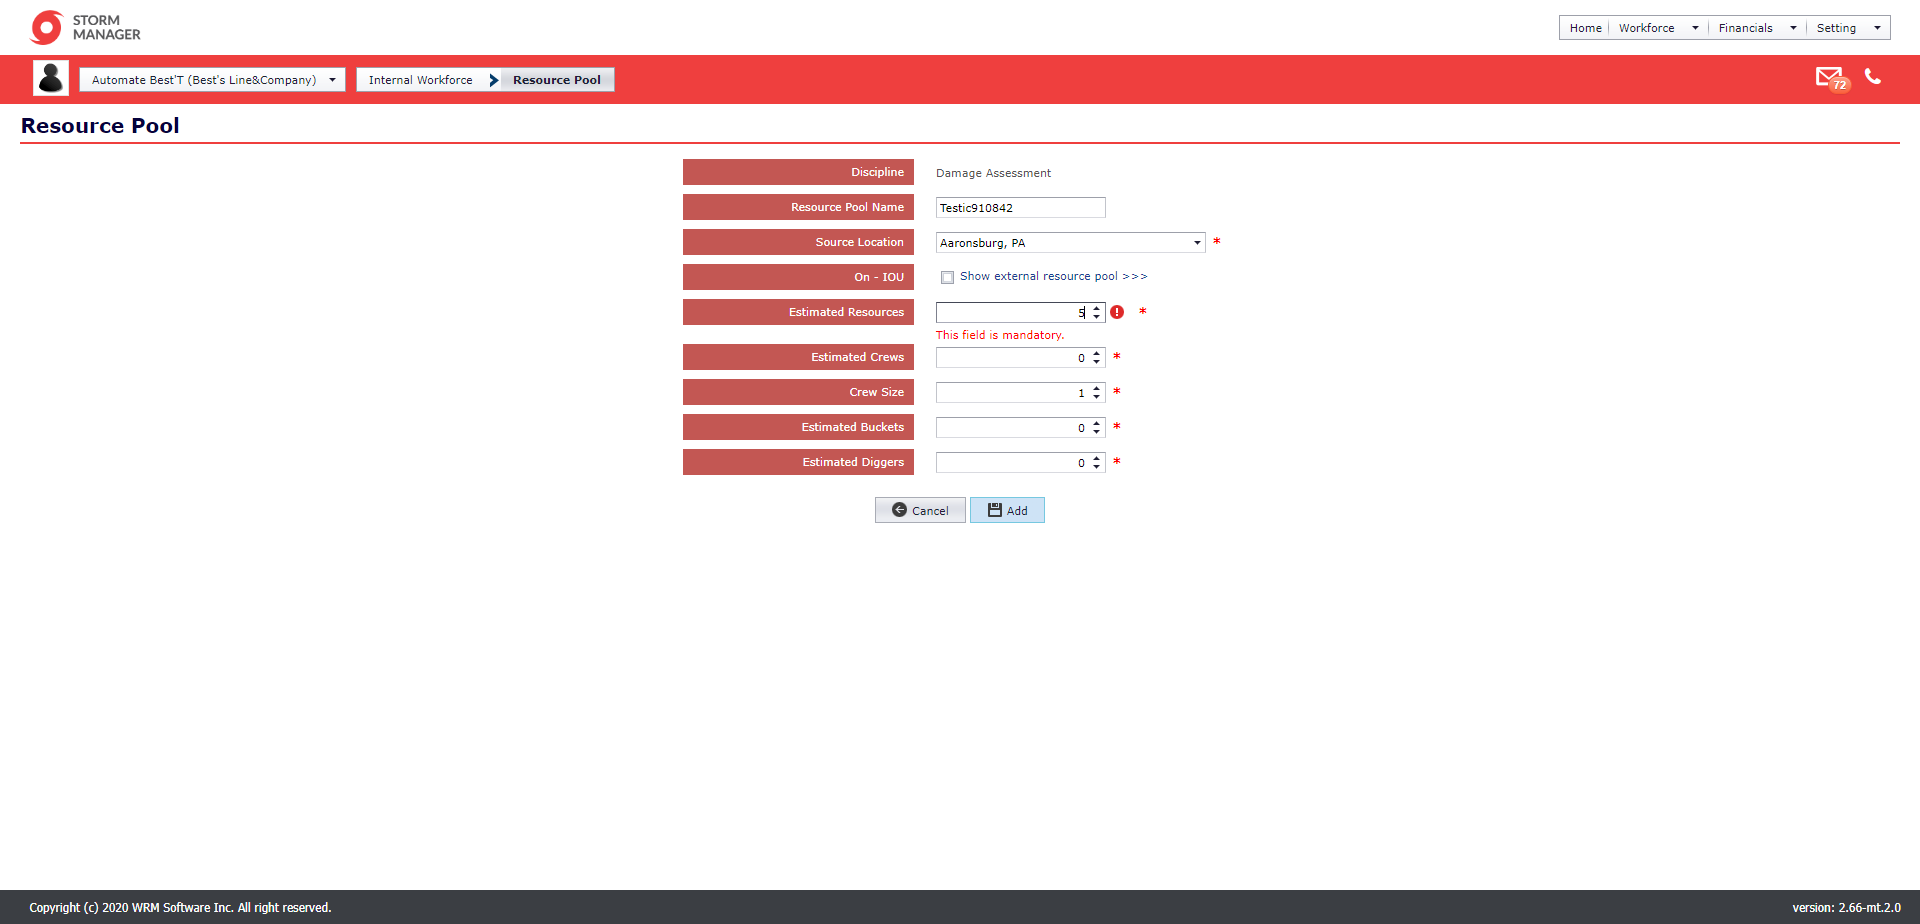 STORM
MANAGER
Home Workforce Financials Setting
Automate Best'T (Best's Line&Company) Internal Workforce Resource Pool 72
Resource Pool
Discipline Damage Assessment
Resource Pool Name Testic910842
Source Location Aaronsburg, PA *
On - IOU Show external resource pool >>>
Estimated Resources 5 ! *
This field is mandatory.
Estimated Crews 0 *
Crew Size 1 *
Estimated Buckets 0 *
Estimated Diggers 0 *
Cancel Add
Copyright (c) 2020 WRM Software Inc. All right reserved. version: 2.66-mt.2.0